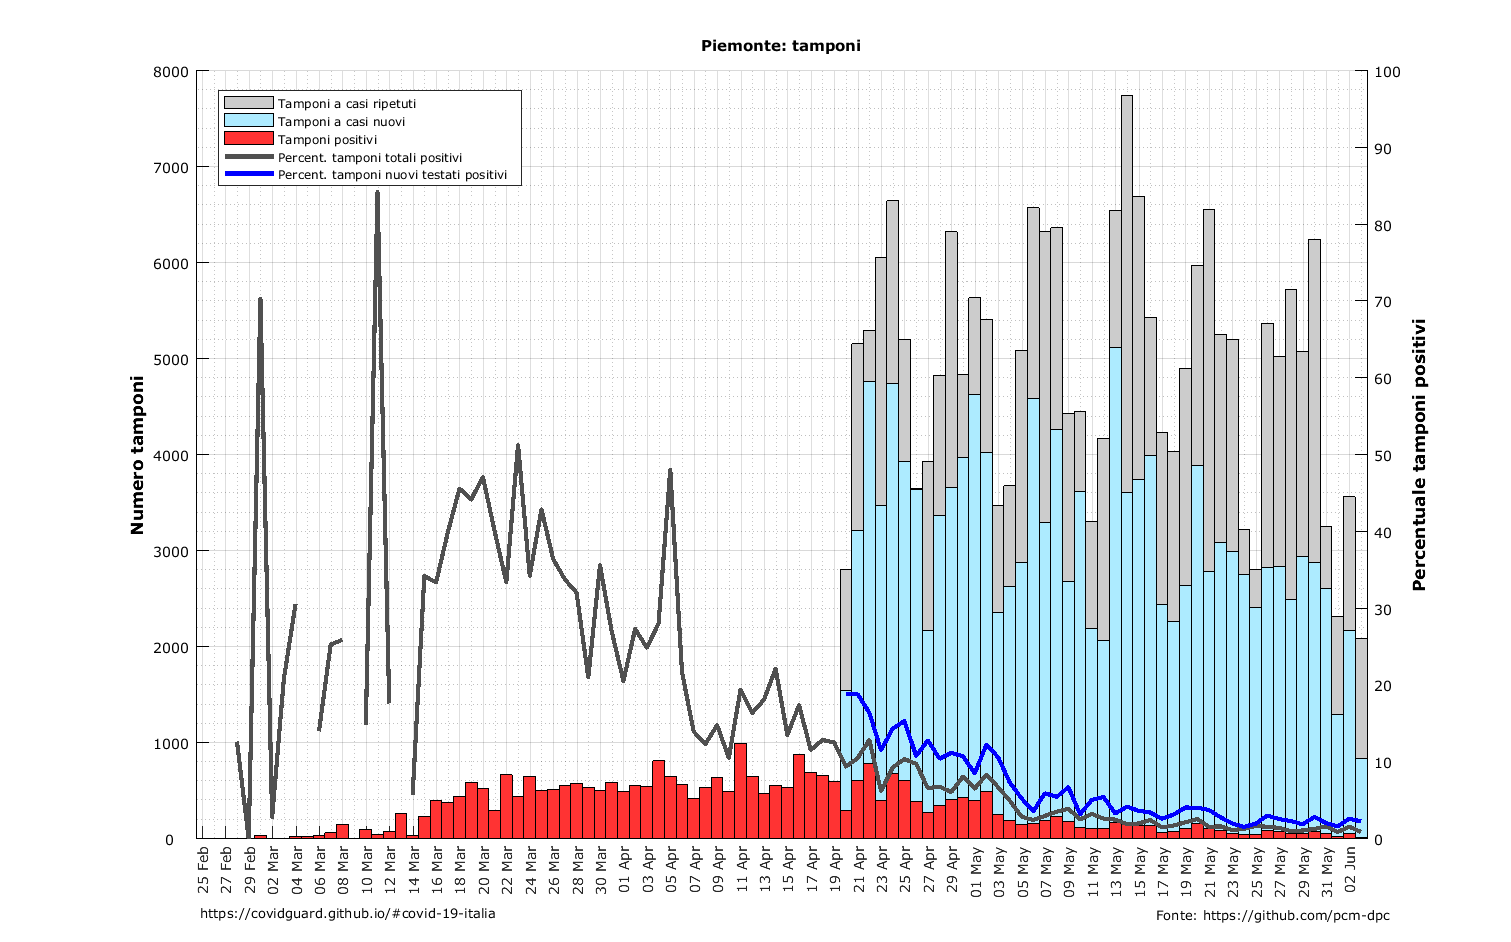 Piemonte: tamponi
Tamponi a casi ripetuti
Tamponi a casi nuovi
Tamponi positivi
Percent. tamponi totali positivi
Percent. tamponi nuovi testati positivi
Numero tamponi
8000
7000
6000
5000
4000
3000
2000
1000
0
Percentuale tamponi positivi
100
90
80
70
60
50
40
30
20
10
0
25 Feb
27 Feb
29 Feb
02 Mar
04 Mar
06 Mar
08 Mar
10 Mar
12 Mar
14 Mar
16 Mar
18 Mar
20 Mar
22 Mar
24 Mar
26 Mar
28 Mar
30 Mar
01 Apr
03 Apr
05 Apr
07 Apr
09 Apr
11 Apr
13 Apr
15 Apr
17 Apr
19 Apr
21 Apr
23 Apr
25 Apr
27 Apr
29 Apr
01 May
03 May
05 May
07 May
09 May
11 May
13 May
15 May
17 May
19 May
21 May
23 May
25 May
27 May
29 May
31 May
02 Jun
https://covidguard.github.io/#covid-19-italia
Fonte: https://github.com/pcm-dpc